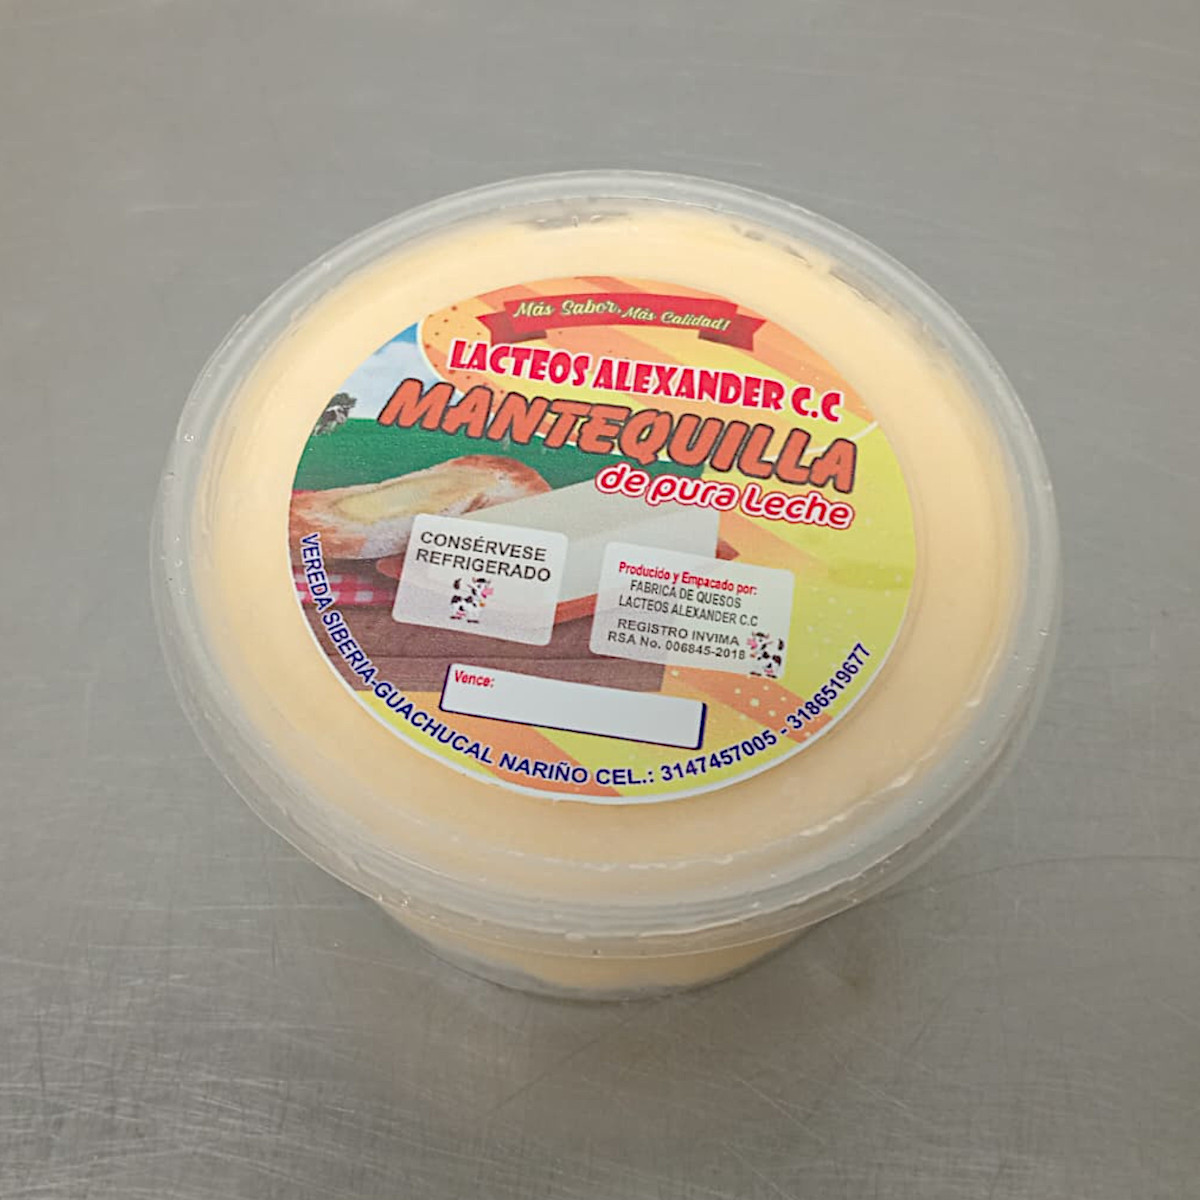 Más Sabor, Más Calidad!
LACTEOS ALEXANDER C.C
MANTEQUILLA
de pura Leche
CONSÉRVESE
REFRIGERADO
Producido y Empacado por:
FABRICA DE QUESOS
LACTEOS ALEXANDER C.C
REGISTRO INVIMA
RSA No. 006845-2018
Vence:
VEREDA SIBERIA-GUACHUCAL NARIÑO CEL.: 3147457005 - 3186519677